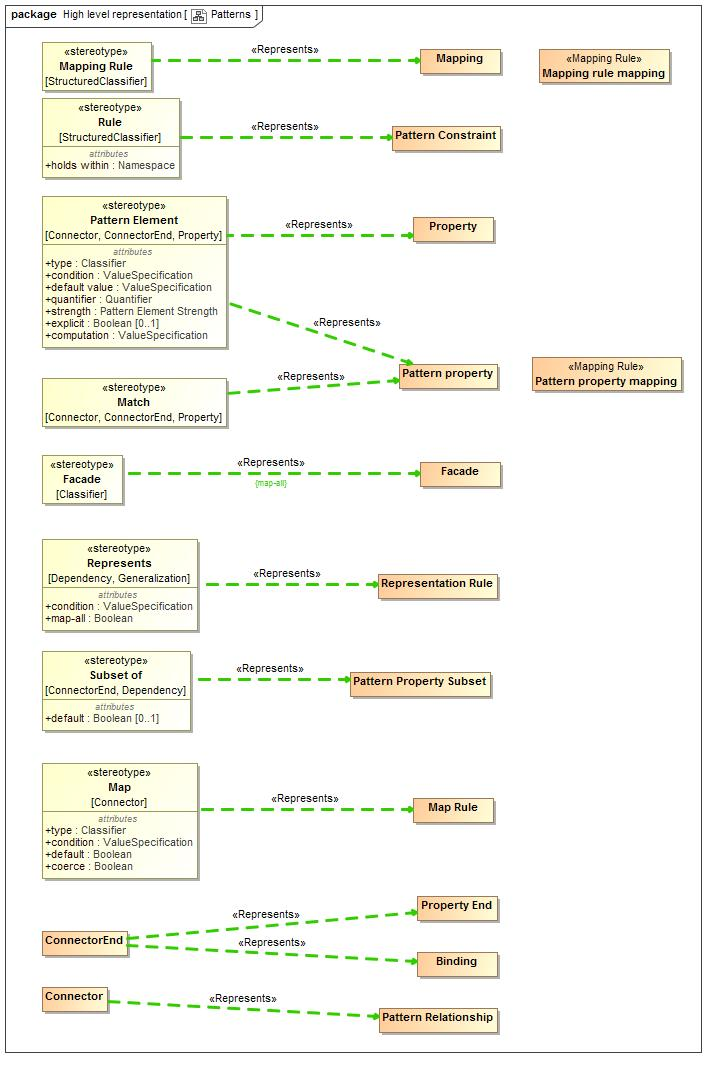 package High level representation [ Patterns ]
«stereotype»
Mapping Rule
[StructuredClassifier]
«Represents»
Mapping
«Mapping Rule»
Mapping rule mapping
«stereotype»
Rule
[StructuredClassifier]
attributes
+holds within : Namespace
«Represents»
Pattern Constraint
«stereotype»
Pattern Element
[Connector, ConnectorEnd, Property]
attributes
+type : Classifier
+condition : ValueSpecification
+default value : ValueSpecification
+quantifier : Quantifier
+strength : Pattern Element Strength
+explicit : Boolean [0..1]
+computation : ValueSpecification
«Represents»
Property
«Represents»
Pattern property
«Mapping Rule»
Pattern property mapping
«stereotype»
Match
[Connector, ConnectorEnd, Property]
«Represents»
«stereotype»
Facade
[Classifier]
«Represents»
{map-all}
Facade
«stereotype»
Represents
[Dependency, Generalization]
attributes
+condition : ValueSpecification
+map-all : Boolean
«Represents»
Representation Rule
«stereotype»
Subset of
[ConnectorEnd, Dependency]
attributes
+default : Boolean [0..1]
«Represents»
Pattern Property Subset
«stereotype»
Map
[Connector]
attributes
+type : Classifier
+condition : ValueSpecification
+default : Boolean
+coerce : Boolean
«Represents»
Map Rule
ConnectorEnd
«Represents»
Property End
«Represents»
Binding
Connector
«Represents»
Pattern Relationship